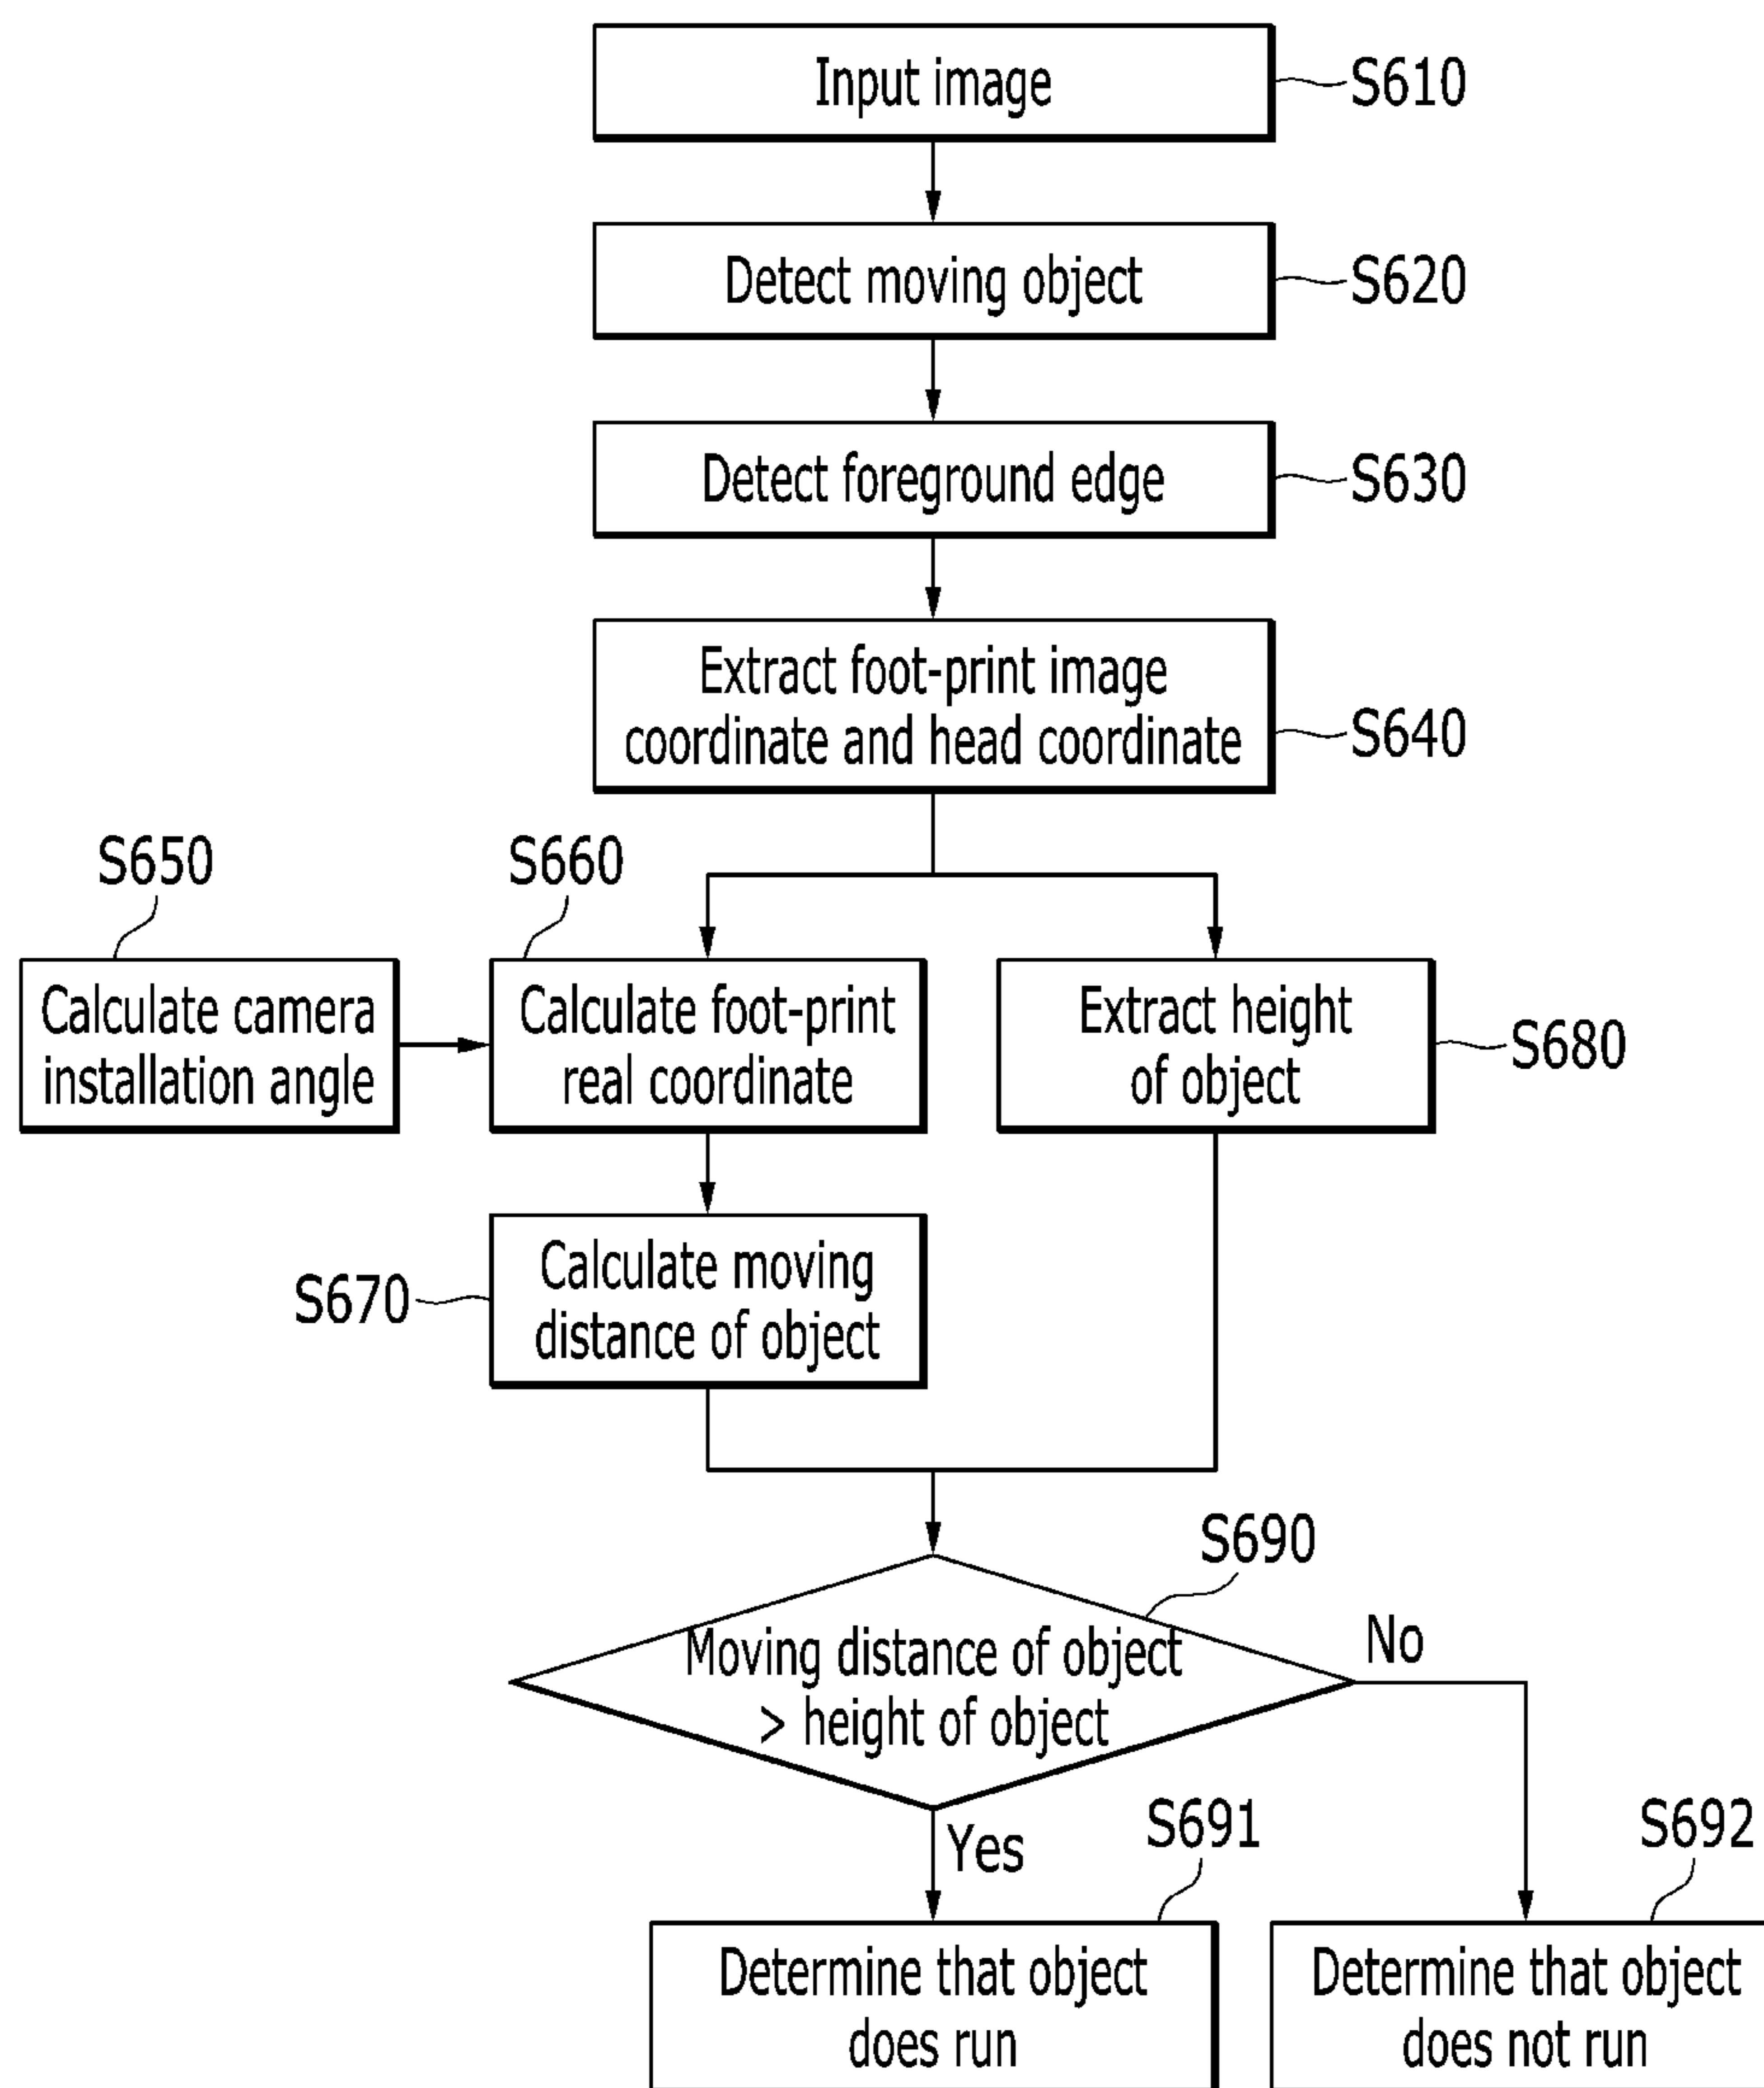 Input image
S610
Detect moving object
S620
Detect foreground edge
S630
Extract foot-print image
coordinate and head coordinate
S640
S650
S660
Calculate camera
installation angle
Calculate foot-print
real coordinate
Extract height
of object
S680
Calculate moving
distance of object
S670
S690
Moving distance of object
> height of object
No
Yes
S691
S692
Determine that object
does run
Determine that object
does not run